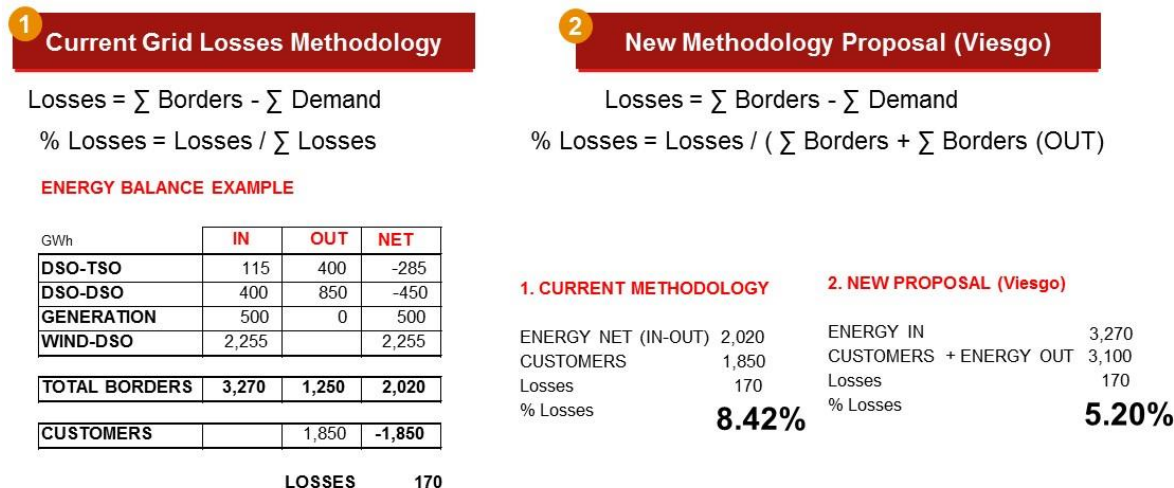 1
Current Grid Losses Methodology
Losses = ∑ Borders - ∑ Demand
% Losses = Losses / ∑ Losses
ENERGY BALANCE EXAMPLE
GWh IN OUT NET
DSO-TSO 115 400 -285
DSO-DSO 400 850 -450
GENERATION 500 0 500
WIND-DSO 2,255 2,255
TOTAL BORDERS 3,270 1,250 2,020
CUSTOMERS 1,850 -1,850
LOSSES 170
2
New Methodology Proposal (Viesgo)
Losses = ∑ Borders - ∑ Demand
% Losses = Losses / ( ∑ Borders + ∑ Borders (OUT)
1. CURRENT METHODOLOGY
ENERGY NET (IN-OUT) 2,020
CUSTOMERS 1,850
Losses 170
% Losses 8.42%
2. NEW PROPOSAL (Viesgo)
ENERGY IN 3,270
CUSTOMERS + ENERGY OUT 3,100
Losses 170
% Losses 5.20%